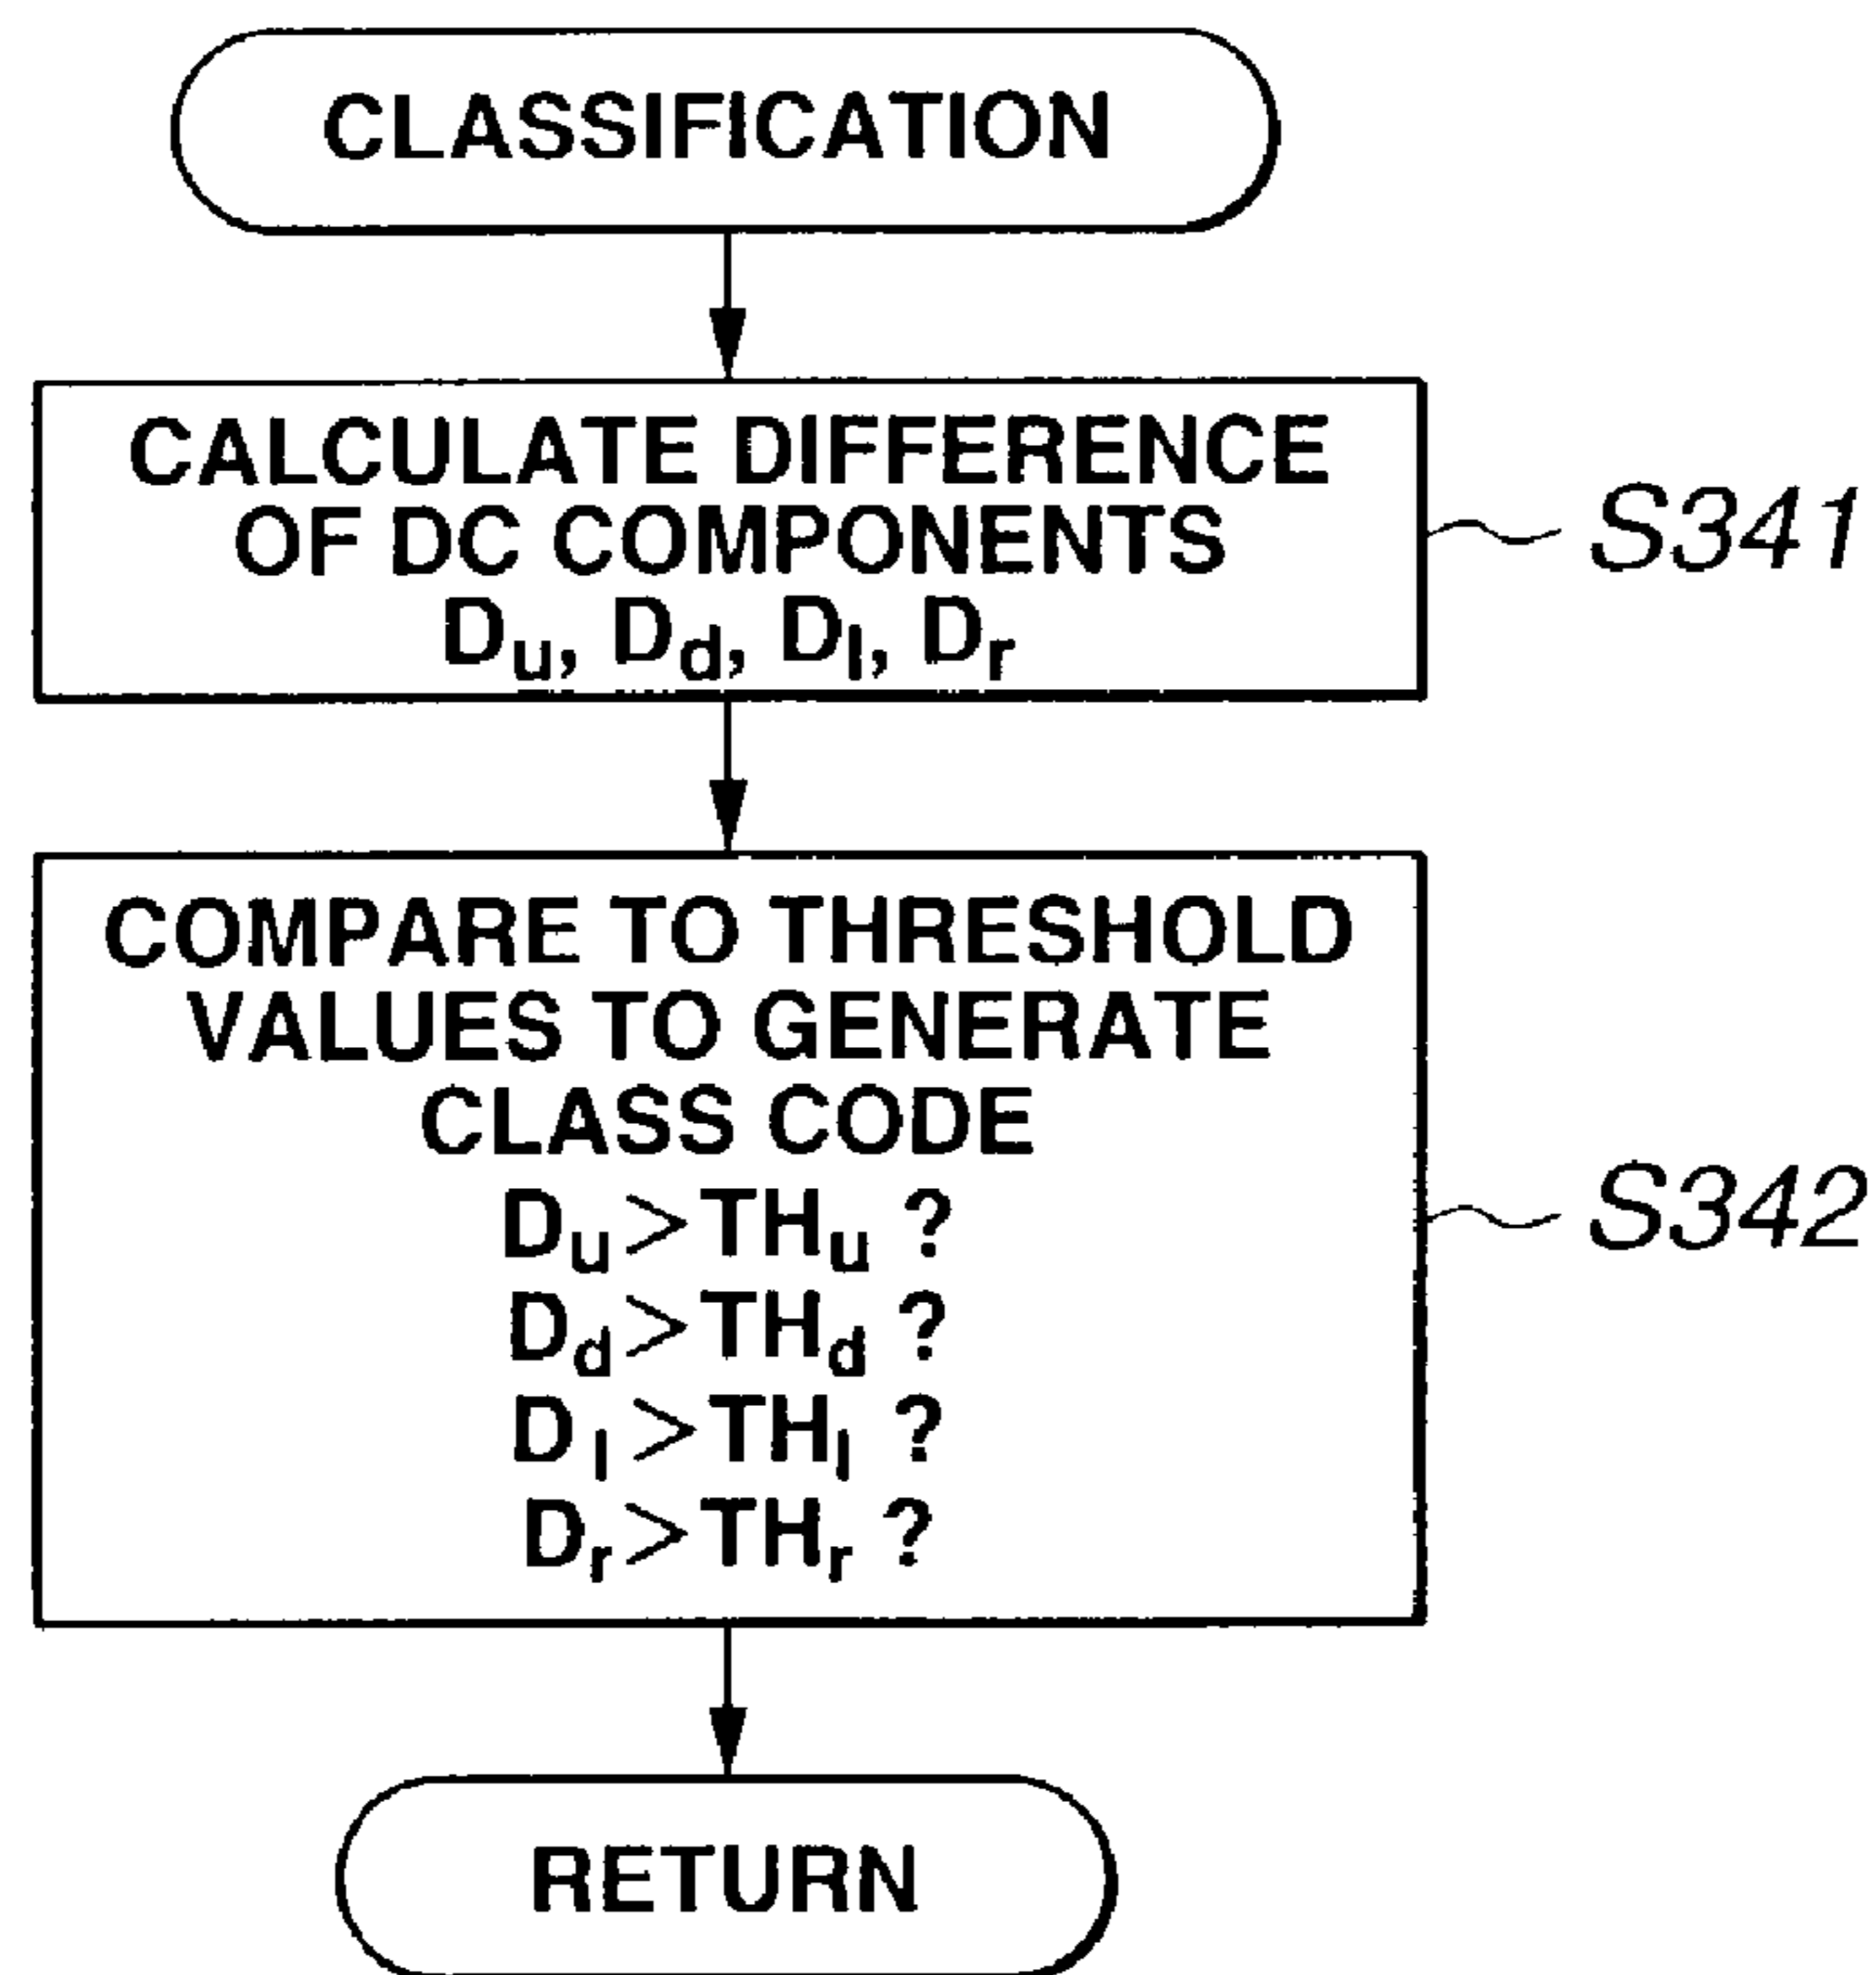 CLASSIFICATION
CALCULATE DIFFERENCE
OF DC COMPONENTS
Du, Dd, Dl, Dr
S341
COMPARE TO THRESHOLD
VALUES TO GENERATE
CLASS CODE
Du>THu ?
Dd>THd ?
Dl>THl ?
Dr>THr ?
S342
RETURN